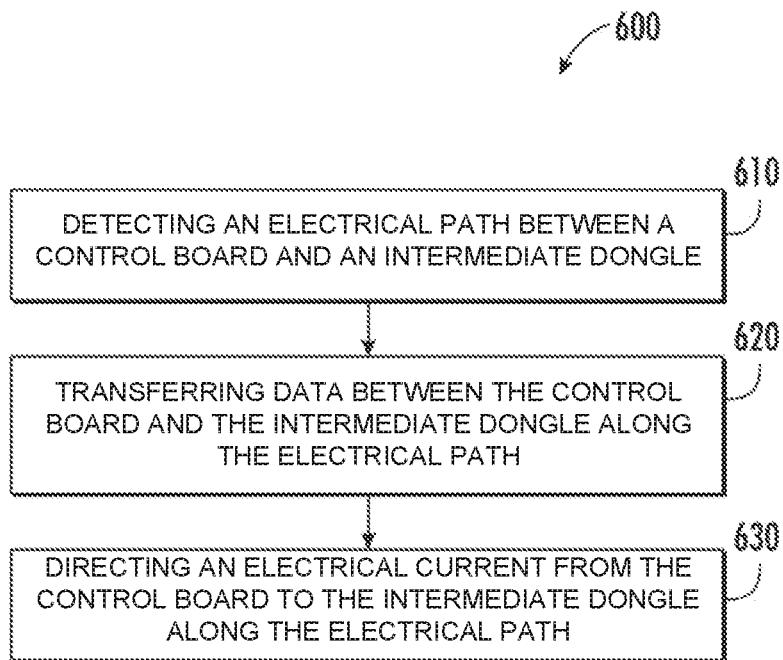 600
610
DETECTING AN ELECTRICAL PATH BETWEEN A
CONTROL BOARD AND AN INTERMEDIATE DONGLE
620
TRANSFERRING DATA BETWEEN THE CONTROL
BOARD AND THE INTERMEDIATE DONGLE ALONG
THE ELECTRICAL PATH
630
DIRECTING AN ELECTRICAL CURRENT FROM THE
CONTROL BOARD TO THE INTERMEDIATE DONGLE
ALONG THE ELECTRICAL PATH